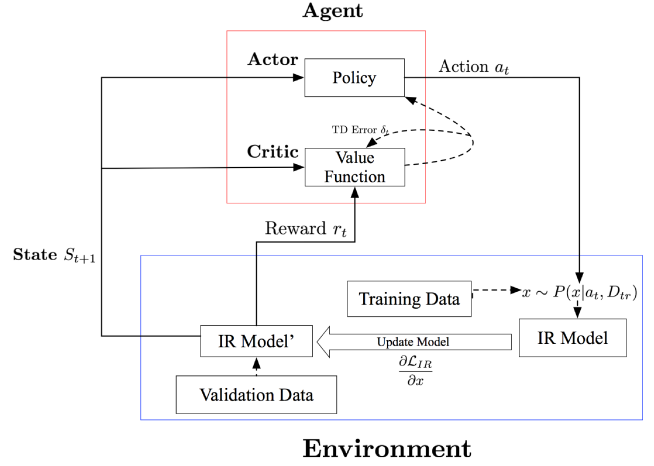 Agent
Actor
Policy
Action $a_t$
TD Error $\delta_t$
Critic
Value
Function
Reward $r_t$
State $S_{t+1}$
Training Data
$x \sim P(x|a_t, D_{tr})$
IR Model’
Update Model
IR Model
$\frac{\partial \mathcal{L}_{IR}}{\partial x}$
Validation Data
Environment